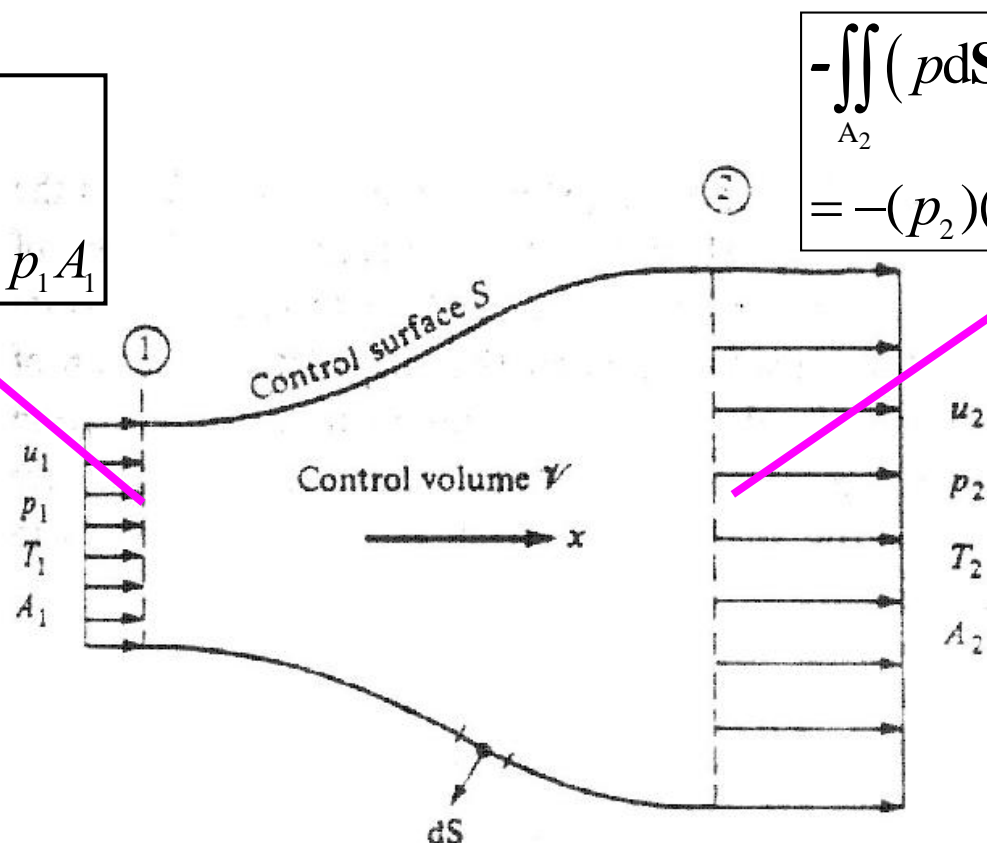 -∬(pdS
A₂
= −(p₂)(
p₁A₁
②
①
Control surface S
u₁
p₁
T₁
A₁
Control volume 𝒱
x
u₂
p₂
T₂
A₂
dS